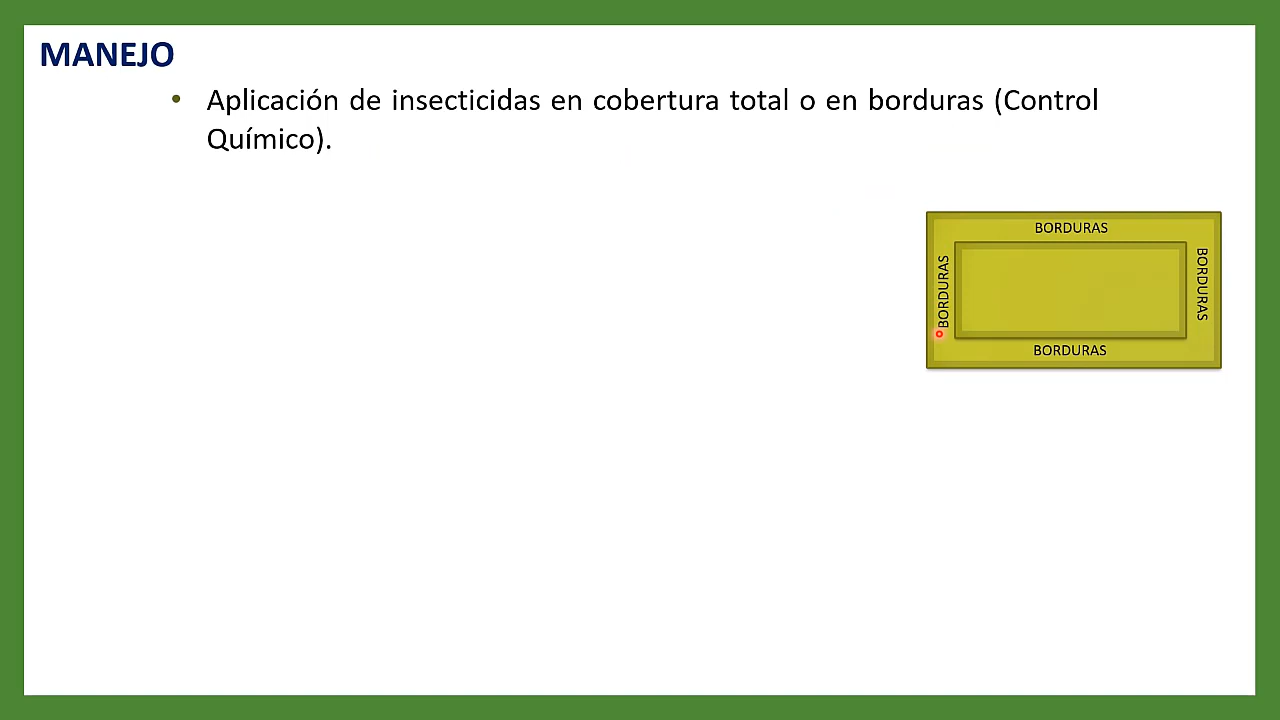 MANEJO
• Aplicación de insecticidas en cobertura total o en borduras (Control
Químico).
BORDURAS
BORDURAS
BORDURAS
BORDURAS